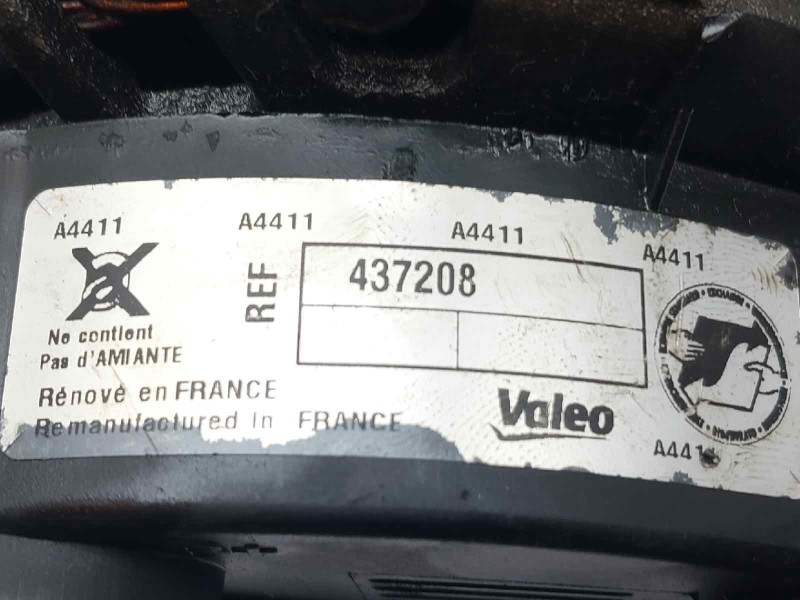 A4411
A4411
A4411
A4411
REF
437208
Ne contient
Pas d'AMIANTE
Rénové en FRANCE
Remanufactured in FRANCE
Valeo